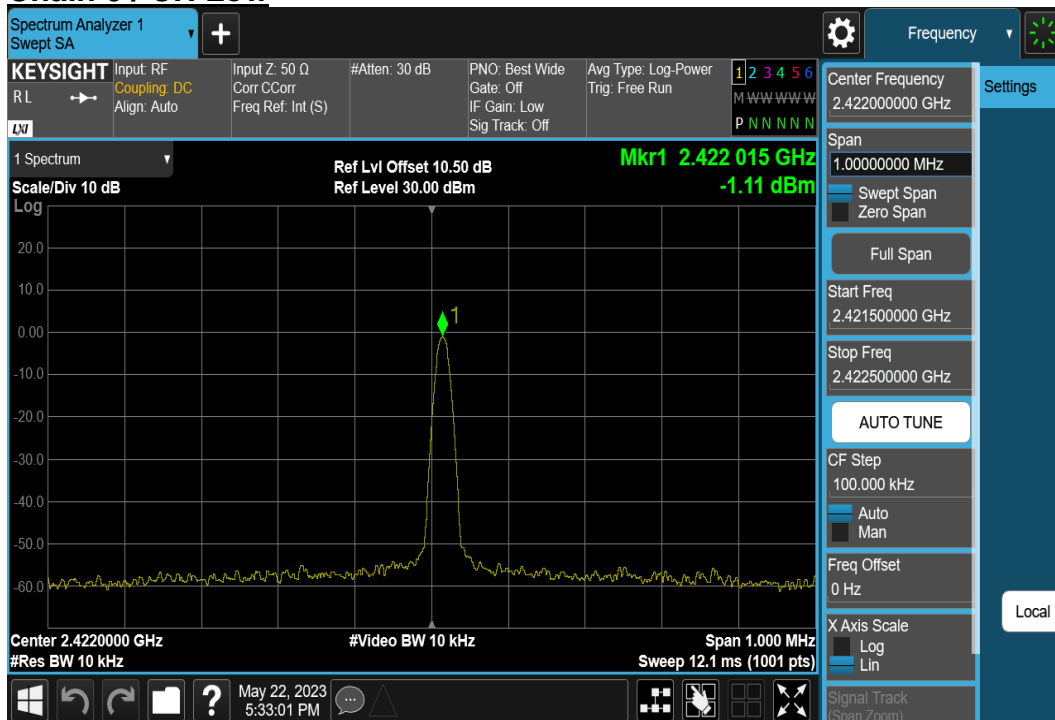 Spectrum Analyzer 1
Swept SA
Frequency
KEYSIGHT
R L
LXI
Input: RF
Coupling: DC
Align: Auto
Input Z: 50 Ω
Corr CCorr
Freq Ref: Int (S)
#Atten: 30 dB
PNO: Best Wide
Gate: Off
IF Gain: Low
Sig Track: Off
Avg Type: Log-Power
Trig: Free Run
1 2 3 4 5 6
M W W W W W
P N N N N N
1 Spectrum
Scale/Div 10 dB
Log
Ref Lvl Offset 10.50 dB
Ref Level 30.00 dBm
Mkr1 2.422 015 GHz
-1.11 dBm
20.0
10.0
0.00
-10.0
-20.0
-30.0
-40.0
-50.0
-60.0
1
Center 2.4220000 GHz
#Res BW 10 kHz
#Video BW 10 kHz
Span 1.000 MHz
Sweep 12.1 ms (1001 pts)
May 22, 2023
5:33:01 PM
?
Center Frequency
2.422000000 GHz
Span
1.00000000 MHz
Swept Span
Zero Span
Full Span
Start Freq
2.421500000 GHz
Stop Freq
2.422500000 GHz
AUTO TUNE
CF Step
100.000 kHz
Auto
Man
Freq Offset
0 Hz
X Axis Scale
Log
Lin
Signal Track
(Span Zoom)
Settings
Local